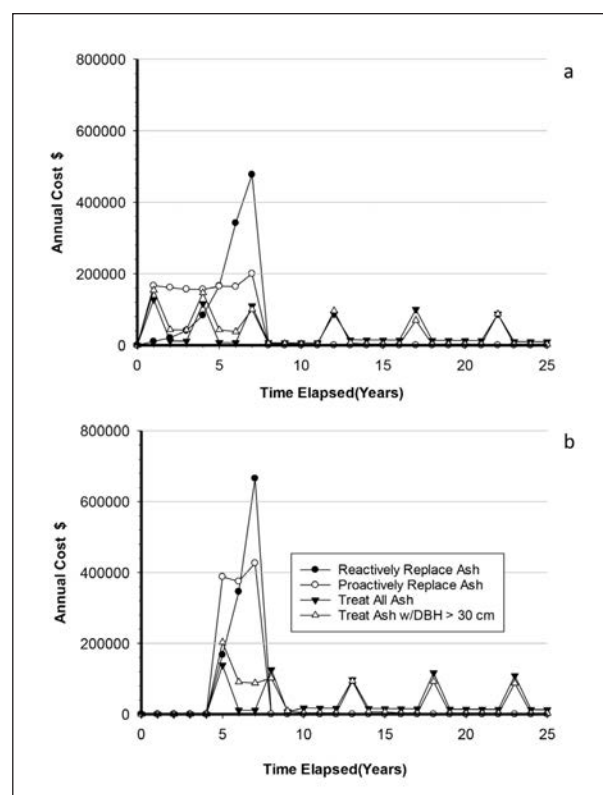 a
800000
600000
400000
200000
0
Annual Cost $
0 5 10 15 20 25
Time Elapsed(Years)
b
800000
600000
400000
200000
0
Annual Cost $
Reactively Replace Ash
Proactively Replace Ash
Treat All Ash
Treat Ash w/DBH > 30 cm
0 5 10 15 20 25
Time Elapsed(Years)